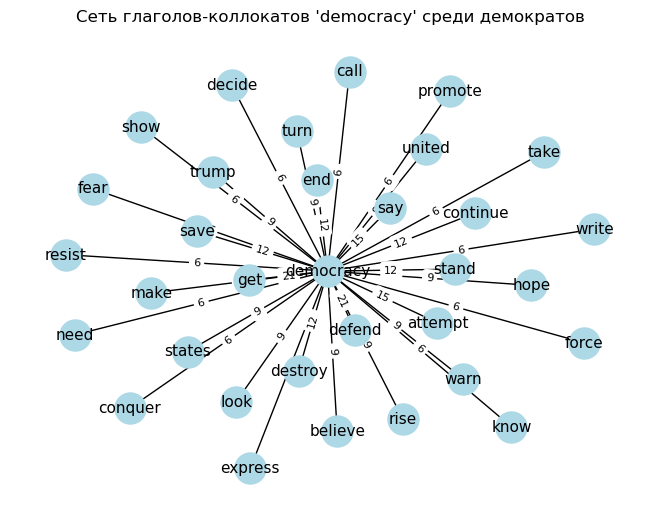 Сеть глаголов-коллокатов 'democracy' среди демократов
call
decide
promote
show
turn
united
take
trump
end
fear
say
continue
save
write
resist
democracy
stand
get
hope
make
need
defend
attempt
force
states
destroy
warn
conquer
look
rise
know
believe
express
6
9
6
9
12
6
6
9
6
15
12
12
6
6
12
9
21
6
21
15
6
9
12
9
6
9
9
6
9